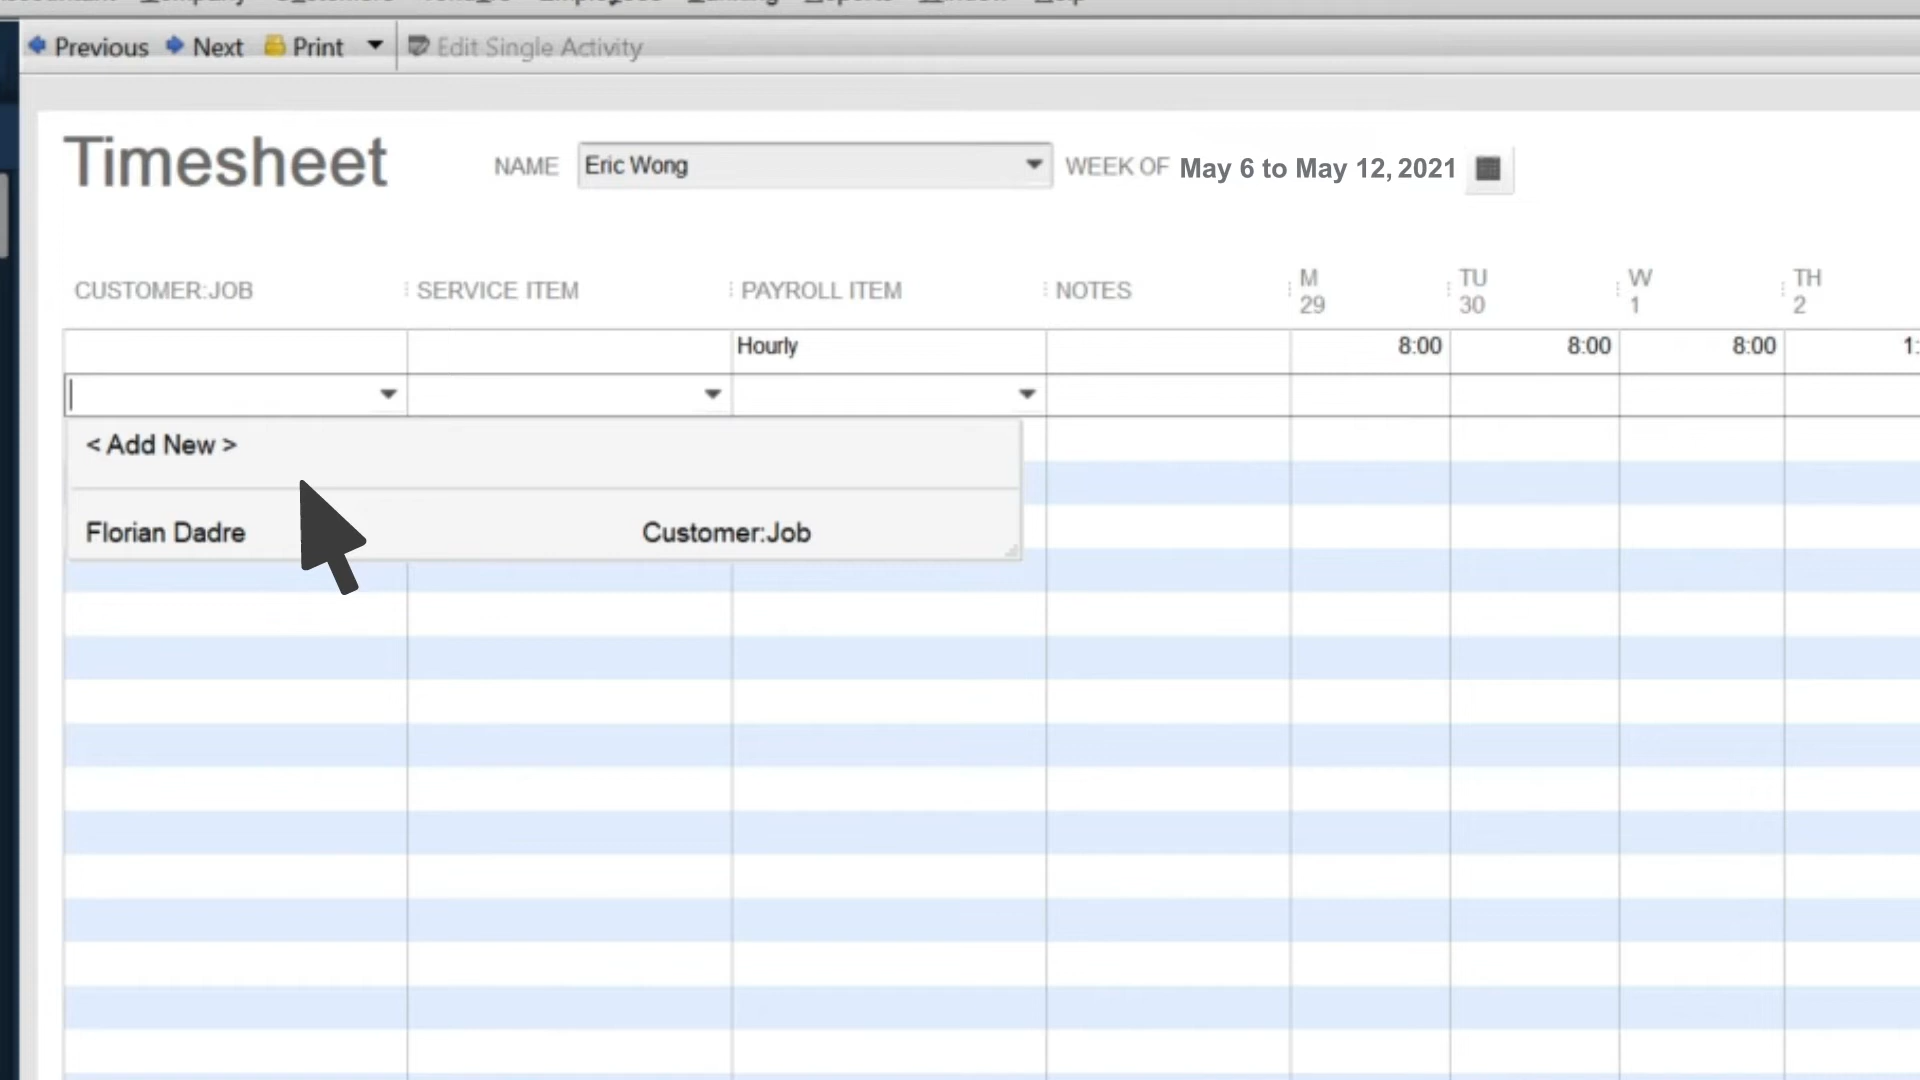 Previous Next Print Edit Single Activity
Timesheet NAME Eric Wong WEEK OF May 6 to May 12, 2021
CUSTOMER:JOB SERVICE ITEM PAYROLL ITEM NOTES M TU W TH
29 30 1 2
Hourly 8:00 8:00 8:00
< Add New >
Florian Dadre Customer:Job